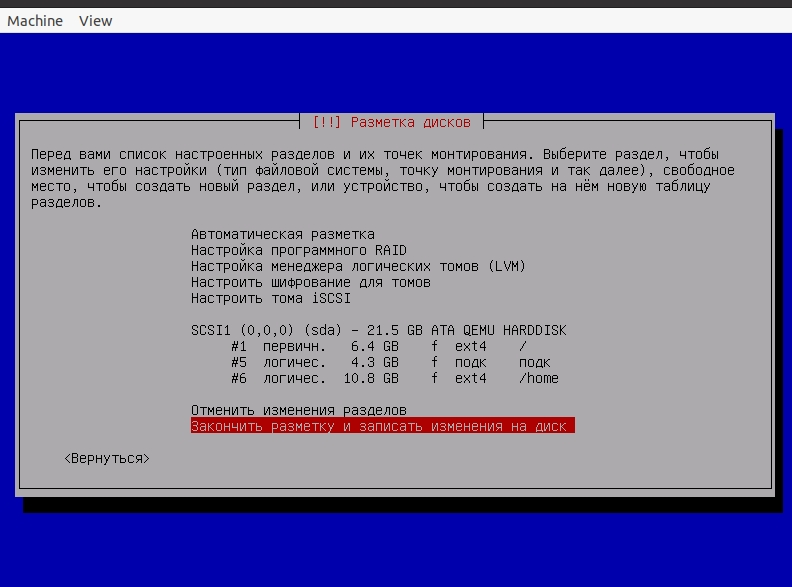 Machine View
[!!] Разметка дисков
Перед вами список настроенных разделов и их точек монтирования. Выберите раздел, чтобы
изменить его настройки (тип файловой системы, точку монтирования и так далее), свободное
место, чтобы создать новый раздел, или устройство, чтобы создать на нём новую таблицу
разделов.
Автоматическая разметка
Настройка программного RAID
Настройка менеджера логических томов (LVM)
Настроить шифрование для томов
Настроить тома iSCSI
SCSI1 (0,0,0) (sda) - 21.5 GB ATA QEMU HARDDISK
#1 первичн. 6.4 GB f ext4 /
#5 логичес. 4.3 GB f подк подк
#6 логичес. 10.8 GB f ext4 /home
Отменить изменения разделов
Закончить разметку и записать изменения на диск
<Вернуться>